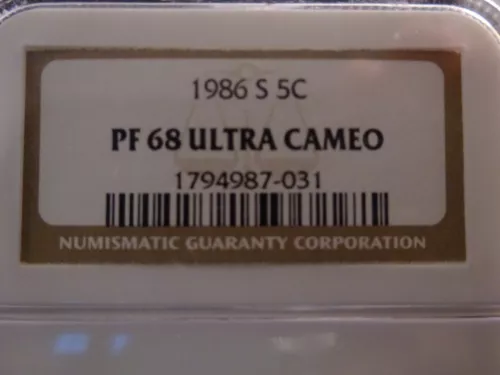 1986 S 5C
PF 68 ULTRA CAMEO
1794987-031
NUMISMATIC GUARANTY CORPORATION